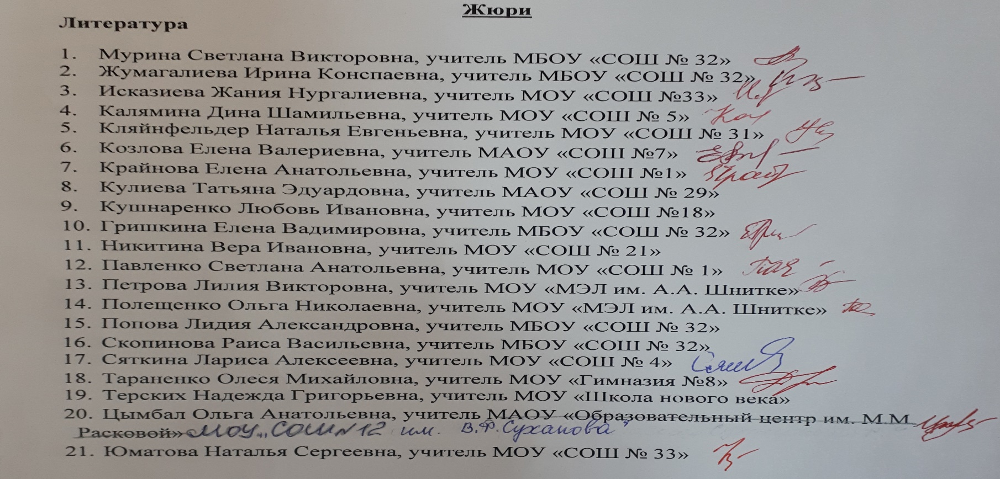 Жюри
Литература
1. Мурина Светлана Викторовна, учитель МБОУ «СОШ № 32»
2. Жумагалиева Ирина Конспаевна, учитель МБОУ «СОШ № 32»
3. Исказиева Жания Нургалиевна, учитель МОУ «СОШ №33»
4. Калямина Дина Шамильевна, учитель МОУ «СОШ № 5»
5. Кляйнфельдер Наталья Евгеньевна, учитель МОУ «СОШ № 31»
6. Козлова Елена Валериевна, учитель МАОУ «СОШ №7»
7. Крайнова Елена Анатольевна, учитель МОУ «СОШ №1»
8. Кулиева Татьяна Эдуардовна, учитель МАОУ «СОШ № 29»
9. Кушнаренко Любовь Ивановна, учитель МОУ «СОШ №18»
10. Гришкина Елена Вадимировна, учитель МБОУ «СОШ № 32»
11. Никитина Вера Ивановна, учитель МОУ «СОШ № 21»
12. Павленко Светлана Анатольевна, учитель МОУ «СОШ № 1»
13. Петрова Лилия Викторовна, учитель МОУ «МЭЛ им. А.А. Шнитке»
14. Полещенко Ольга Николаевна, учитель МОУ «МЭЛ им. А.А. Шнитке»
15. Попова Лидия Александровна, учитель МБОУ «СОШ № 32»
16. Скопинова Раиса Васильевна, учитель МБОУ «СОШ № 32»
17. Сяткина Лариса Алексеевна, учитель МОУ «СОШ № 4»
18. Тараненко Олеся Михайловна, учитель МОУ «Гимназия №8»
19. Терских Надежда Григорьевна, учитель МОУ «Школа нового века»
20. Цымбал Ольга Анатольевна, учитель МАОУ «Образовательный центр им. М.М.
Расковой» МОУ „СОШ № 12 им. В.Ф. Суханова"
21. Юматова Наталья Сергеевна, учитель МОУ «СОШ № 33»